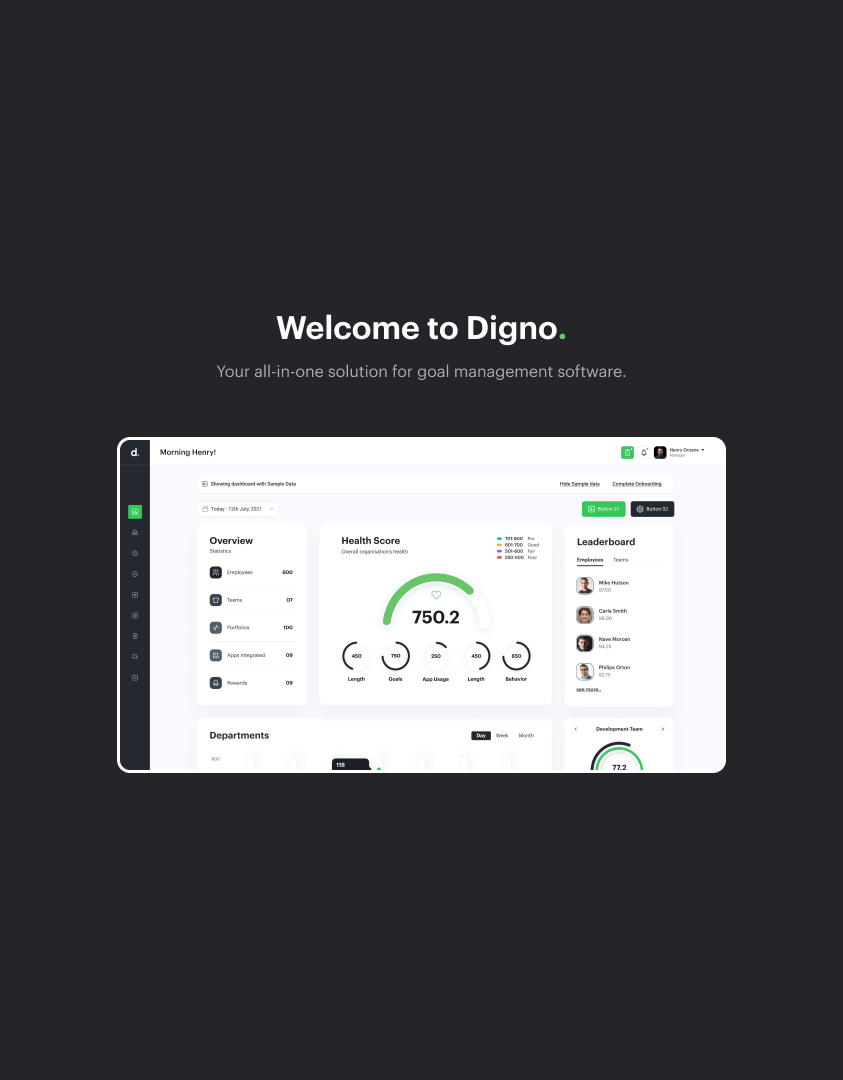 Welcome to Digno.
Your all-in-one solution for goal management software.
d.
Morning Henry!
Henry Octane
Manager
Showing dashboard with Sample Data
Hide Sample data
Complete Onboarding
Today - 12th July, 2021
Button 01
Button 02
Overview
Statistics
Employees 600
Teams 07
Portfolios 100
Apps Integrated 09
Rewards 09
Health Score
Overall organisation's health
701-800 Pro
601-700 Good
501-600 Fair
250-500 Poor
750.2
450
750
250
450
650
Length
Goals
App Usage
Length
Behavior
Leaderboard
Employees
Teams
Mike Hutson
97.50
Carla Smith
96.90
Nave Moroen
94.25
Philips Orton
92.75
see more..
Departments
Day
Week
Month
800
118
Development Team
77.2